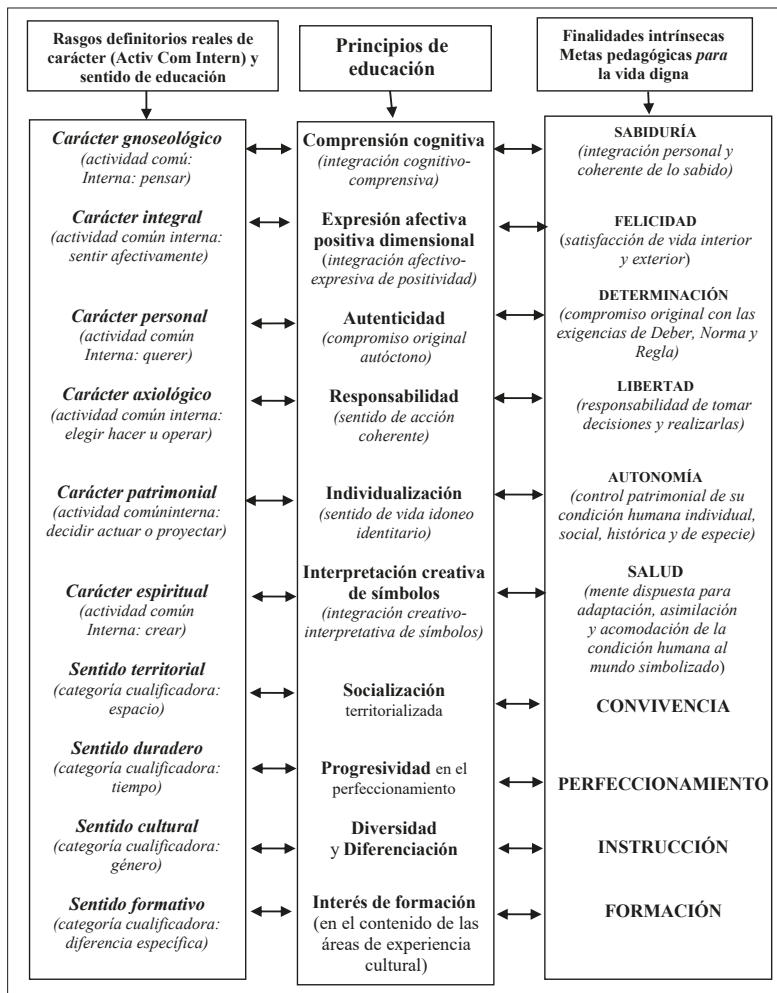 Rasgos definitorios reales de
carácter (Activ Com Intern) y
sentido de educación
Principios de
educación
Finalidades intrínsecas
Metas pedagógicas para
la vida digna
Carácter gnoseológico
(actividad comú:
Interna: pensar)
Carácter integral
(actividad común interna:
sentir afectivamente)
Carácter personal
(actividad común
Interna: querer)
Carácter axiológico
(actividad común interna:
elegir hacer u operar)
Carácter patrimonial
(actividad comúninterna:
decidir actuar o proyectar)
Carácter espiritual
(actividad común
Interna: crear)
Sentido territorial
(categoría cualificadora:
espacio)
Sentido duradero
(categoría cualificadora:
tiempo)
Sentido cultural
(categoría cualificadora:
género)
Sentido formativo
(categoría cualificadora:
diferencia específica)
Comprensión cognitiva
(integración cognitivo-
comprensiva)
Expresión afectiva
positiva dimensional
(integración afectivo-
expresiva de positividad)
Autenticidad
(compromiso original
autóctono)
Responsabilidad
(sentido de acción
coherente)
Individualización
(sentido de vida idoneo
identitario)
Interpretación creativa
de símbolos
(integración creativo-
interpretativa de símbolos)
Socialización
territorializada
Progresividad en el
perfeccionamiento
Diversidad
y Diferenciación
Interés de formación
(en el contenido de las
áreas de experiencia
cultural)
SABIDURÍA
(integración personal y
coherente de lo sabido)
FELICIDAD
(satisfacción de vida interior
y exterior)
DETERMINACIÓN
(compromiso original con las
exigencias de Deber, Norma y
Regla)
LIBERTAD
(responsabilidad de tomar
decisiones y realizarlas)
AUTONOMÍA
(control patrimonial de su
condición humana individual,
social, histórica y de especie)
SALUD
(mente dispuesta para
adaptación, asimilación
y acomodación de la
condición humana al
mundo simbolizado)
CONVIVENCIA
PERFECCIONAMIENTO
INSTRUCCIÓN
FORMACIÓN